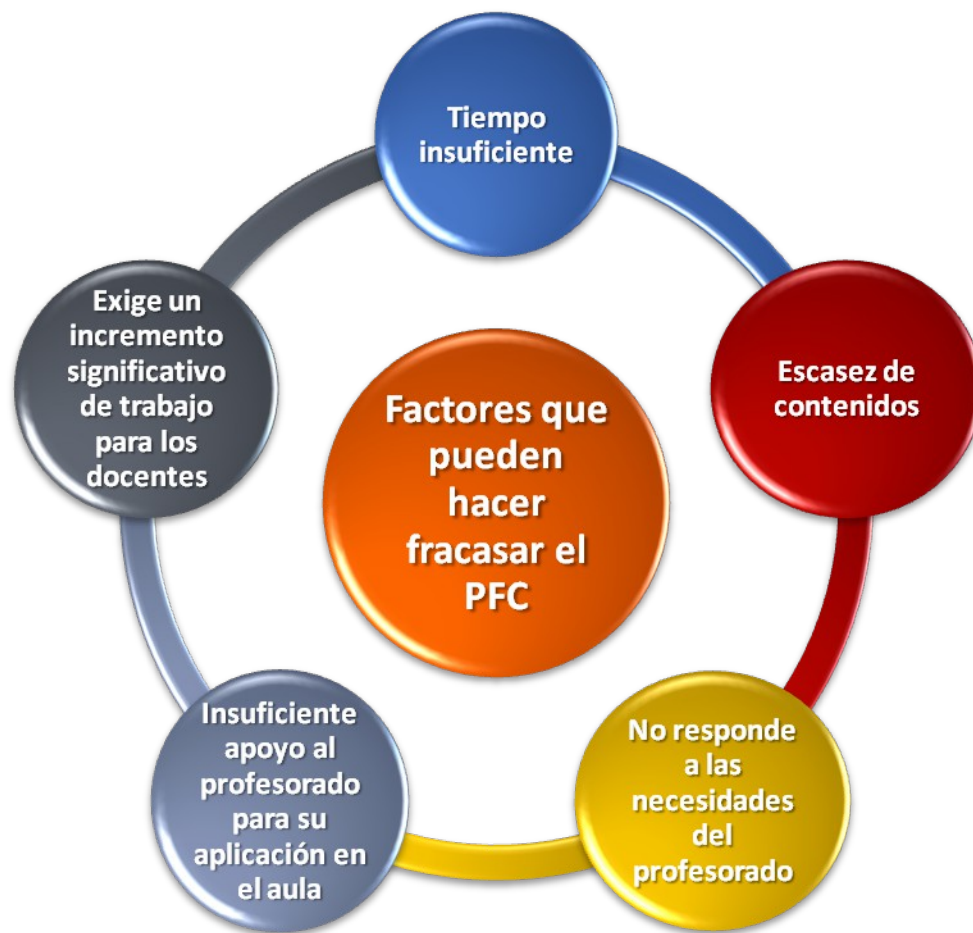 Tiempo
insuficiente
Escasez de
contenidos
No responde
a las
necesidades
del
profesorado
Insuficiente
apoyo al
profesorado
para su
aplicación en
el aula
Exige un
incremento
significativo
de trabajo
para los
docentes
Factores que
pueden
hacer
fracasar el
PFC